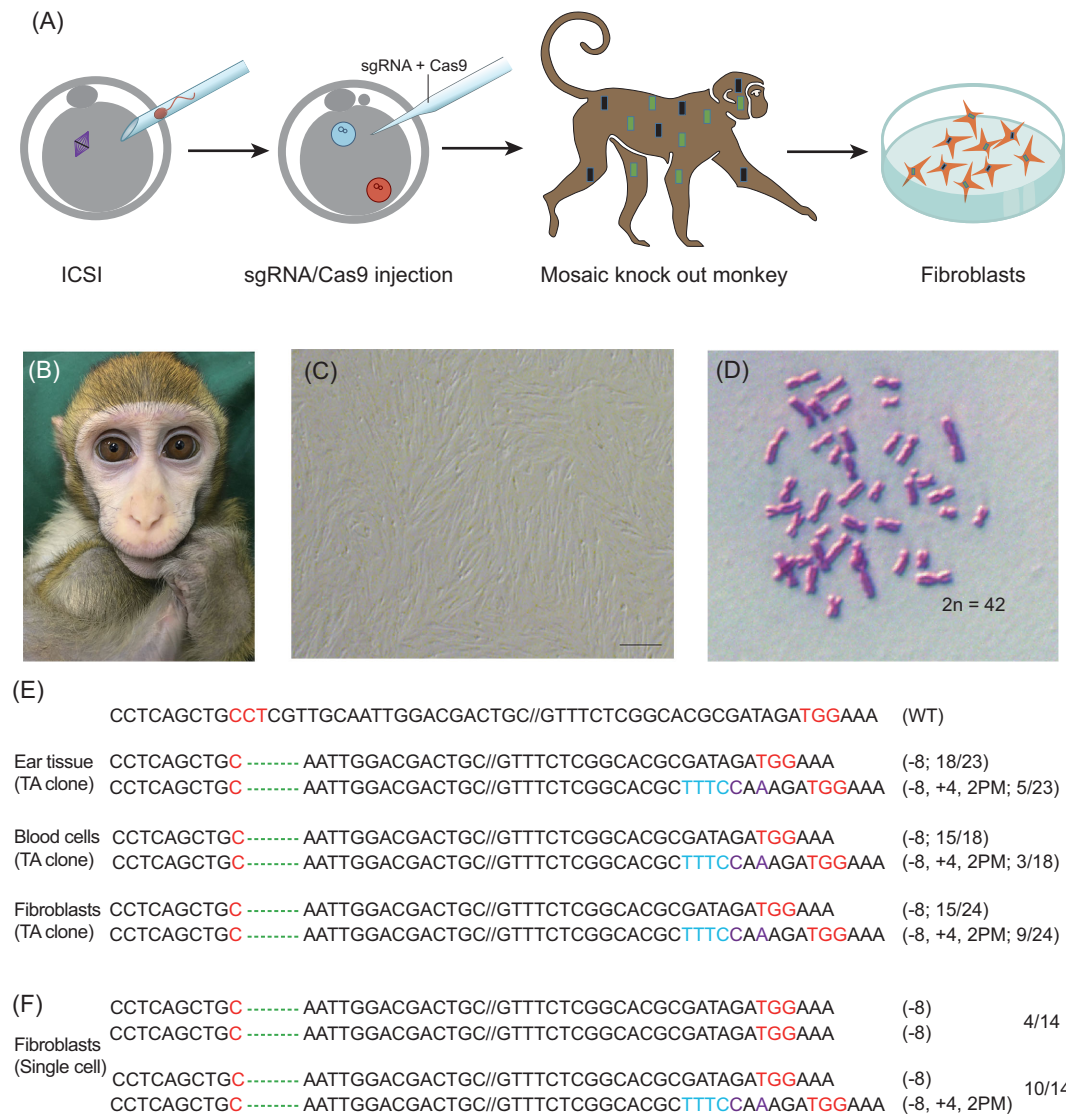 (A)
sgRNA + Cas9
ICSI
sgRNA/Cas9 injection
Mosaic knock out monkey
Fibroblasts
(B)
(C)
(D)
2n = 42
(E)
CCTCAGCTGCCTCGTTGCAATTGGACGACTGC//GTTTCTCGGCACGCGATAGATGGAAA (WT)
Ear tissue
(TA clone)
CCTCAGCTGC--------AATTGGACGACTGC//GTTTCTCGGCACGCGATAGATGGAAA (-8; 18/23)
CCTCAGCTGC--------AATTGGACGACTGC//GTTTCTCGGCACGCTTTCCAAAGATGGAAA (-8, +4, 2PM; 5/23)
Blood cells
(TA clone)
CCTCAGCTGC--------AATTGGACGACTGC//GTTTCTCGGCACGCGATAGATGGAAA (-8; 15/18)
CCTCAGCTGC--------AATTGGACGACTGC//GTTTCTCGGCACGCTTTCCAAAGATGGAAA (-8, +4, 2PM; 3/18)
Fibroblasts
(TA clone)
CCTCAGCTGC--------AATTGGACGACTGC//GTTTCTCGGCACGCGATAGATGGAAA (-8; 15/24)
CCTCAGCTGC--------AATTGGACGACTGC//GTTTCTCGGCACGCTTTCCAAAGATGGAAA (-8, +4, 2PM; 9/24)
(F)
Fibroblasts
(Single cell)
CCTCAGCTGC--------AATTGGACGACTGC//GTTTCTCGGCACGCGATAGATGGAAA (-8)
CCTCAGCTGC--------AATTGGACGACTGC//GTTTCTCGGCACGCGATAGATGGAAA (-8)
4/14
CCTCAGCTGC--------AATTGGACGACTGC//GTTTCTCGGCACGCGATAGATGGAAA (-8)
CCTCAGCTGC--------AATTGGACGACTGC//GTTTCTCGGCACGCTTTCCAAAGATGGAAA (-8, +4, 2PM)
10/14